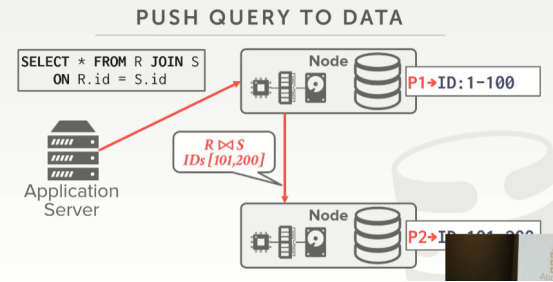 PUSH QUERY TO DATA
SELECT * FROM R JOIN S
ON R.id = S.id
Node
P1→ID:1-100
R ⋈ S
IDs [101,200]
Application
Server
Node
P2→